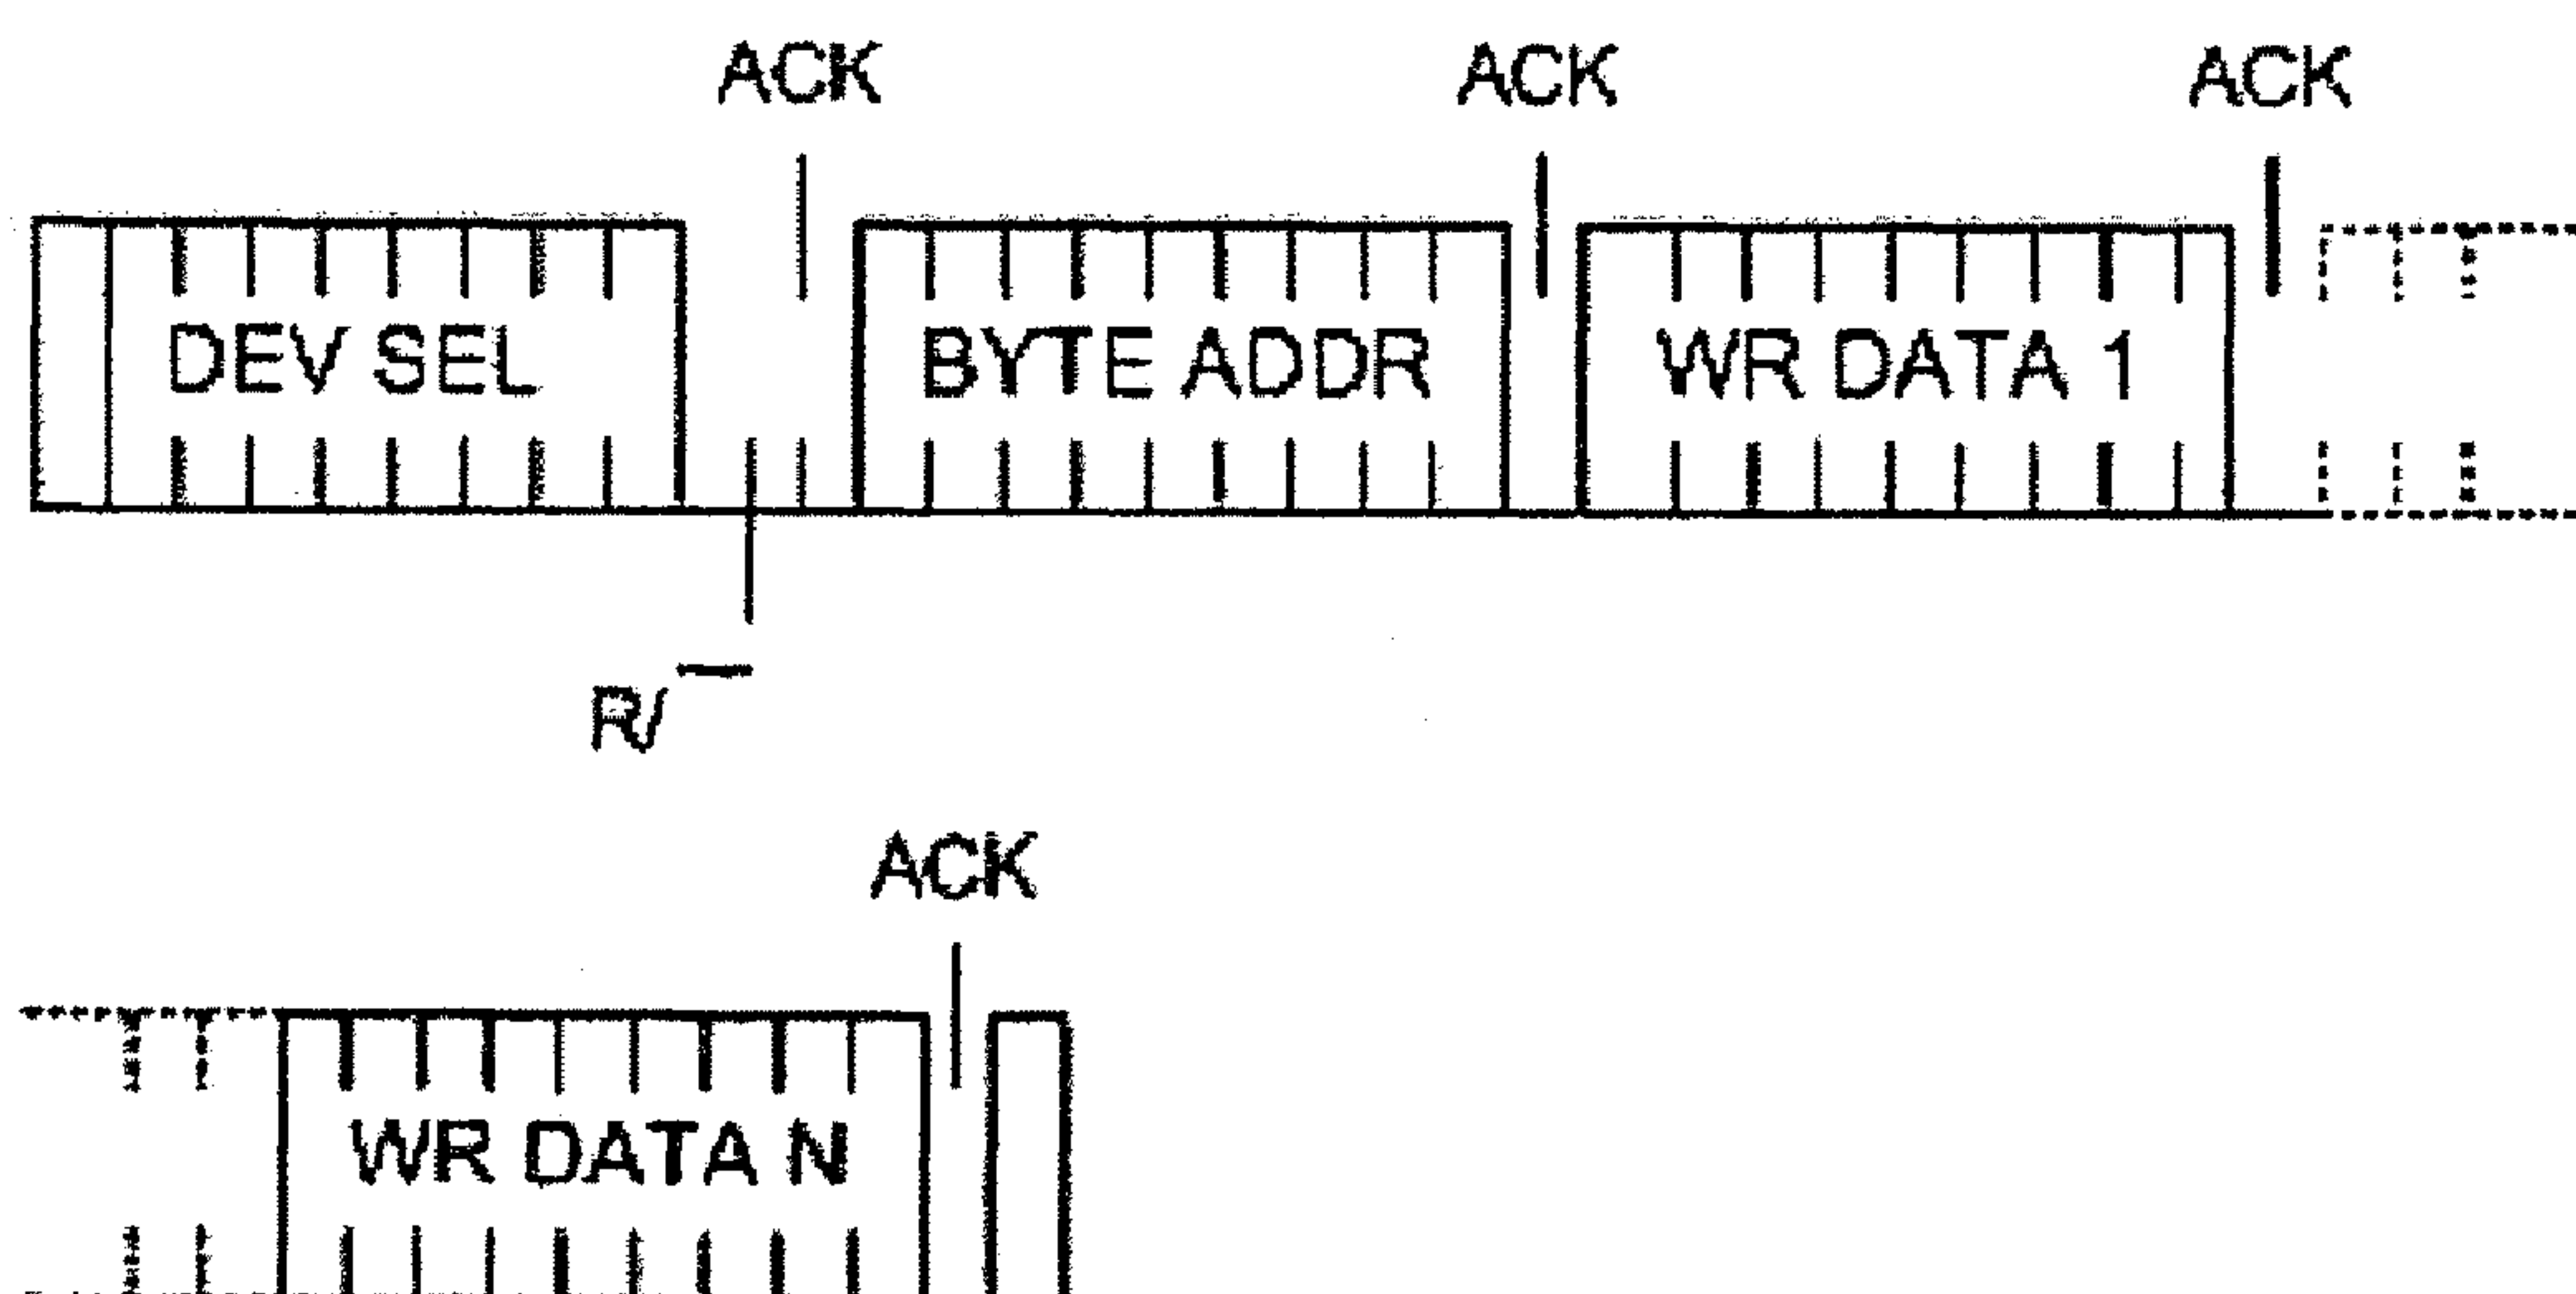 ACK ACK ACK
DEV SEL BYTE ADDR WR DATA 1
R/
ACK
WR DATA N